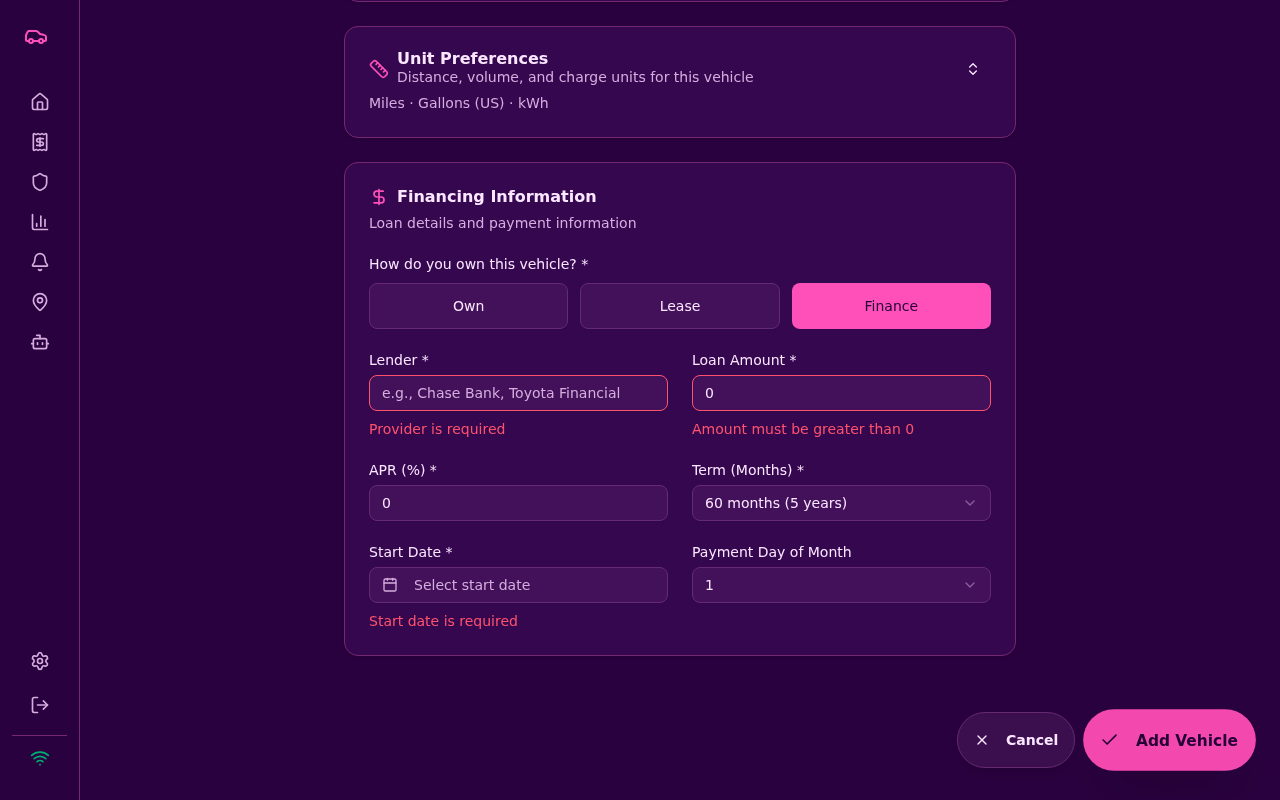 Unit Preferences
Distance, volume, and charge units for this vehicle
Miles · Gallons (US) · kWh
Financing Information
Loan details and payment information
How do you own this vehicle? *
Own
Lease
Finance
Lender *
Loan Amount *
e.g., Chase Bank, Toyota Financial
0
Provider is required
Amount must be greater than 0
APR (%) *
Term (Months) *
0
60 months (5 years)
Start Date *
Payment Day of Month
Select start date
1
Start date is required
Cancel
Add Vehicle